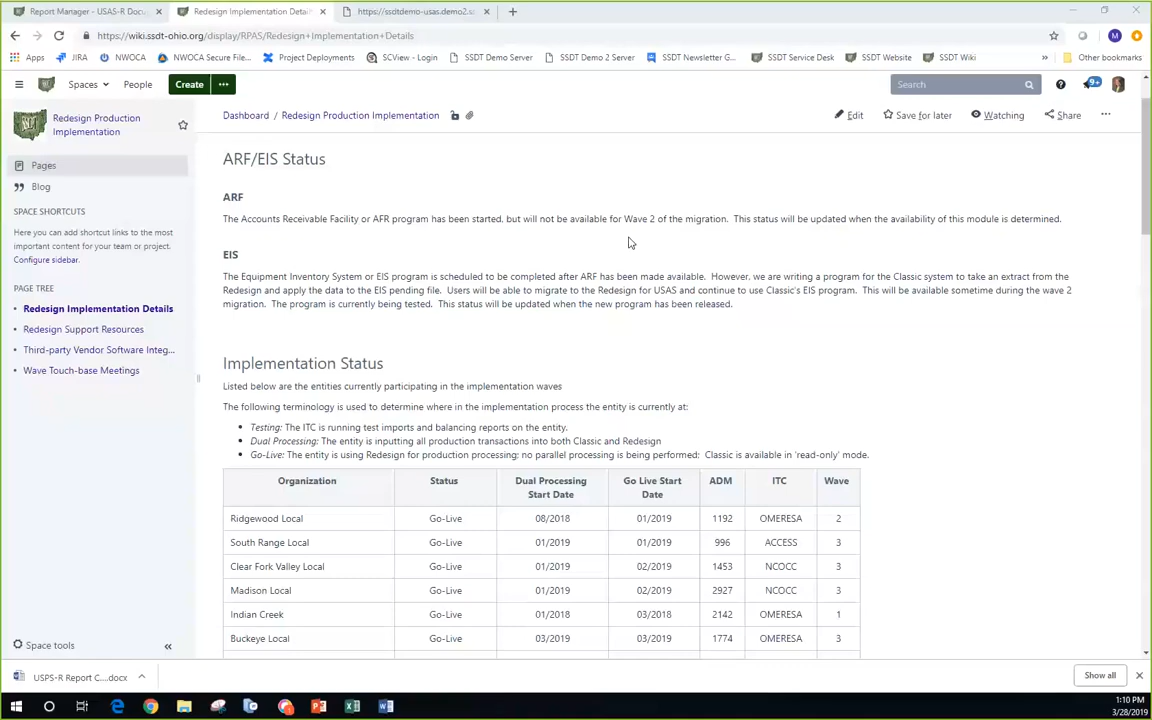 Report Manager - USAS-R Docu
Redesign Implementation Detail
https://ssdtdemo-usas.demo2.s
https://wiki.ssdt-ohio.org/display/RPAS/Redesign+Implementation+Details
Apps JIRA NWOCA NWOCA Secure File... Project Deployments SCView - Login SSDT Demo Server SSDT Demo 2 Server SSDT Newsletter G... SSDT Service Desk SSDT Website SSDT Wiki » Other bookmarks
Spaces People Create ··· Search 9+
Redesign Production
Implementation
Dashboard / Redesign Production Implementation Edit Save for later Watching Share ···
Pages
Blog
SPACE SHORTCUTS
Here you can add shortcut links to the most
important content for your team or project.
Configure sidebar.
PAGE TREE
Redesign Implementation Details
Redesign Support Resources
Third-party Vendor Software Integ...
Wave Touch-base Meetings
Space tools «
ARF/EIS Status
ARF
The Accounts Receivable Facility or AFR program has been started, but will not be available for Wave 2 of the migration. This status will be updated when the availability of this module is determined.
EIS
The Equipment Inventory System or EIS program is scheduled to be completed after ARF has been made available. However, we are writing a program for the Classic system to take an extract from the
Redesign and apply the data to the EIS pending file. Users will be able to migrate to the Redesign for USAS and continue to use Classic's EIS program. This will be available sometime during the wave 2
migration. The program is currently being tested. This status will be updated when the new program has been released.
Implementation Status
Listed below are the entities currently participating in the implementation waves
The following terminology is used to determine where in the implementation process the entity is currently at:
• Testing: The ITC is running test imports and balancing reports on the entity.
• Dual Processing: The entity is inputting all production transactions into both Classic and Redesign
• Go-Live: The entity is using Redesign for production processing: no parallel processing is being performed: Classic is available in 'read-only' mode.
Organization Status Dual Processing Start Date Go Live Start Date ADM ITC Wave
Ridgewood Local Go-Live 08/2018 01/2019 1192 OMERESA 2
South Range Local Go-Live 01/2019 01/2019 996 ACCESS 3
Clear Fork Valley Local Go-Live 01/2019 02/2019 1453 NCOCC 3
Madison Local Go-Live 01/2019 02/2019 2927 NCOCC 3
Indian Creek Go-Live 01/2018 03/2018 2142 OMERESA 1
Buckeye Local Go-Live 03/2019 03/2019 1774 OMERESA 3
USPS-R Report C....docx Show all
1:10 PM
3/28/2019